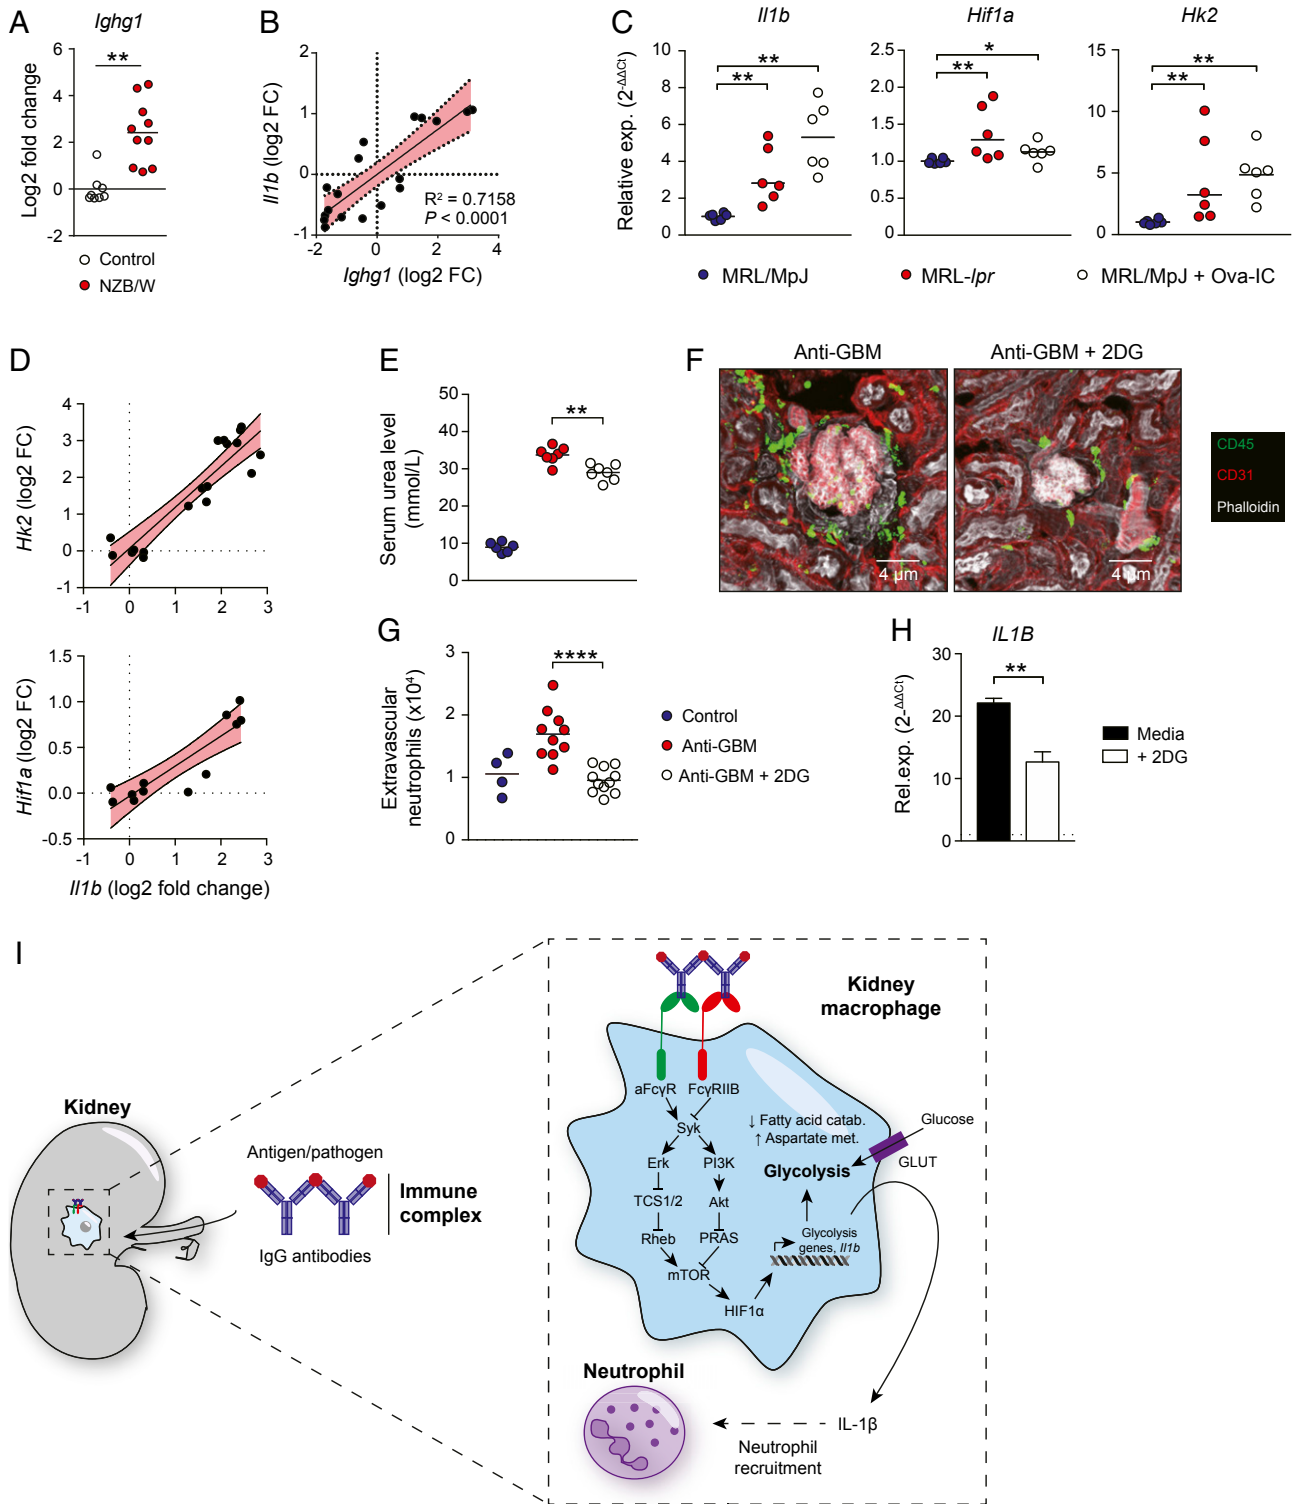 A
Ighg1
Log2 fold change
6
4
2
0
-2
**
Control
NZB/W
B
Il1b (log2 FC)
2
1
0
-1
-2
0
2
4
R² = 0.7158
P < 0.0001
Ighg1 (log2 FC)
C
Il1b
Relative exp. (2^-ΔΔCt)
10
8
6
4
2
0
**
**
Hif1a
2.5
2.0
1.5
1.0
0.5
0
*
**
Hk2
15
10
5
0
**
**
MRL/MpJ
MRL-lpr
MRL/MpJ + Ova-IC
D
Hk2 (log2 FC)
4
3
2
1
0
-1
-1
0
1
2
3
Hif1a (log2 FC)
1.5
1.0
0.5
0.0
-0.5
-1
0
1
2
3
Il1b (log2 fold change)
E
Serum urea level
(mmol/L)
50
40
30
20
10
0
**
F
Anti-GBM
Anti-GBM + 2DG
4 µm
4 µm
CD45
CD31
Phalloidin
G
Extravascular
neutrophils (x10⁴)
3
2
1
0
****
Control
Anti-GBM
Anti-GBM + 2DG
H
IL1B
Rel.exp. (2-ΔΔCt)
30
20
10
0
**
Media
+ 2DG
I
Kidney
Antigen/pathogen
Immune
complex
IgG antibodies
Kidney
macrophage
aFcγR
FcγRIIB
Syk
Erk
PI3K
TCS1/2
Akt
Rheb
PRAS
mTOR
HIF1α
↓ Fatty acid catab.
↑ Aspartate met.
Glycolysis
Glucose
GLUT
Glycolysis
genes, Il1b
Neutrophil
IL-1β
Neutrophil
recruitment